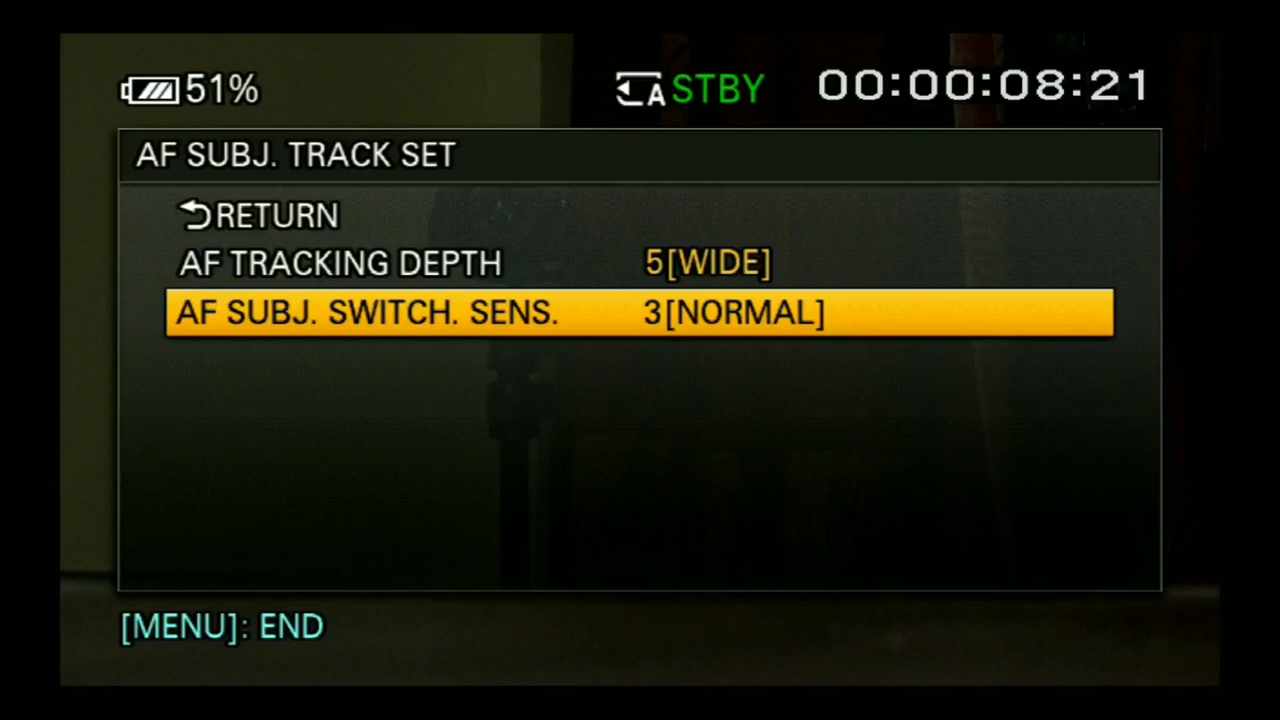 51% A STBY 00:00:08:21
AF SUBJ. TRACK SET
RETURN
AF TRACKING DEPTH 5[WIDE]
AF SUBJ. SWITCH. SENS. 3[NORMAL]
[MENU]: END